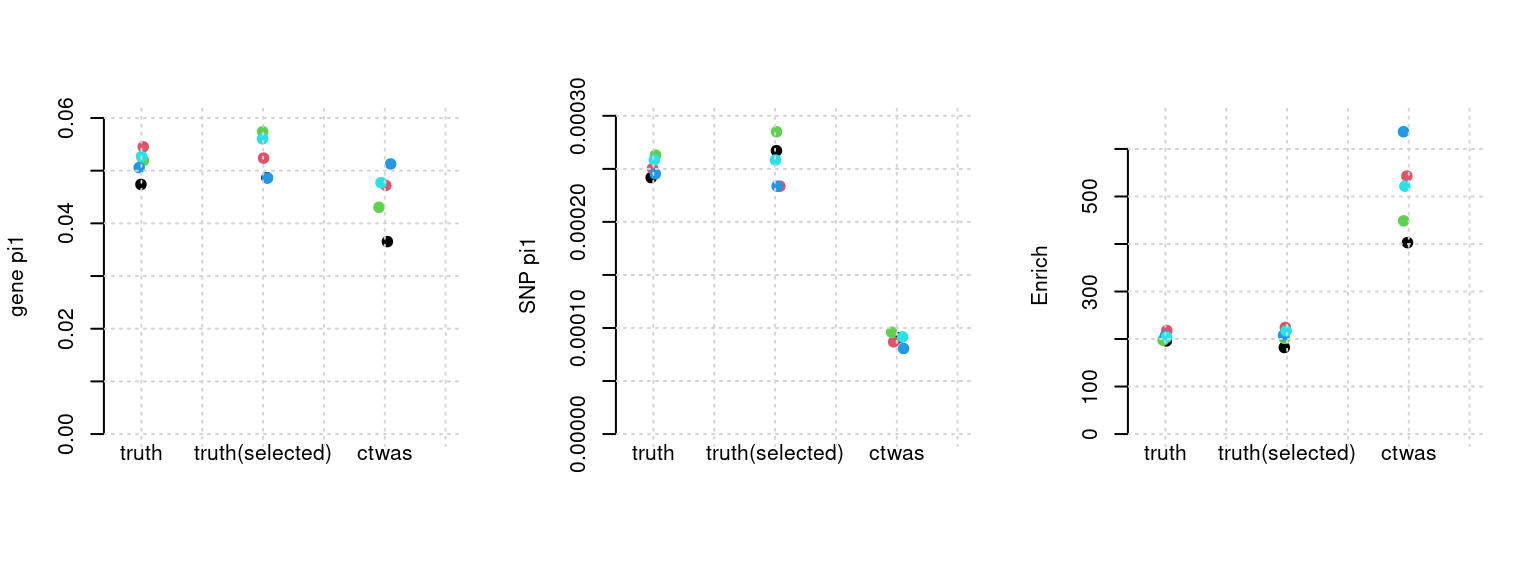 gene pi1
0.00
0.02
0.04
0.06
truth
truth(selected)
ctwas
SNP pi1
0.00000
0.00010
0.00020
0.00030
truth
truth(selected)
ctwas
Enrich
0
100
300
500
truth
truth(selected)
ctwas